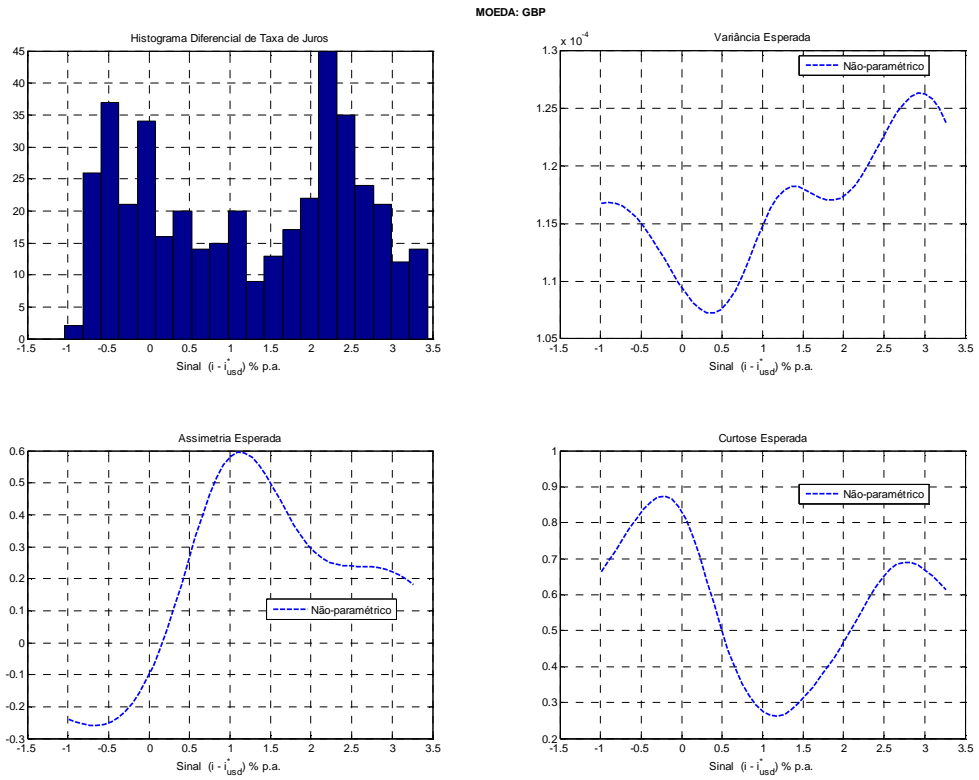 MOEDA: GBP
Histograma Diferencial de Taxa de Juros
45
40
35
30
25
20
15
10
5
0
-1.5 -1 -0.5 0 0.5 1 1.5 2 2.5 3 3.5
Sinal (i - i*usd) % p.a.
Variância Esperada
x 10-4
Não-paramétrico
1.3
1.25
1.2
1.15
1.1
1.05
-1.5 -1 -0.5 0 0.5 1 1.5 2 2.5 3 3.5
Sinal (i - i*usd) % p.a.
Assimetria Esperada
0.6
0.5
0.4
0.3
0.2
0.1
0
-0.1
-0.2
-0.3
Não-paramétrico
-1.5 -1 -0.5 0 0.5 1 1.5 2 2.5 3 3.5
Sinal (i - i*usd) % p.a.
Curtose Esperada
1
0.9
0.8
0.7
0.6
0.5
0.4
0.3
0.2
Não-paramétrico
-1.5 -1 -0.5 0 0.5 1 1.5 2 2.5 3 3.5
Sinal (i - i*usd) % p.a.